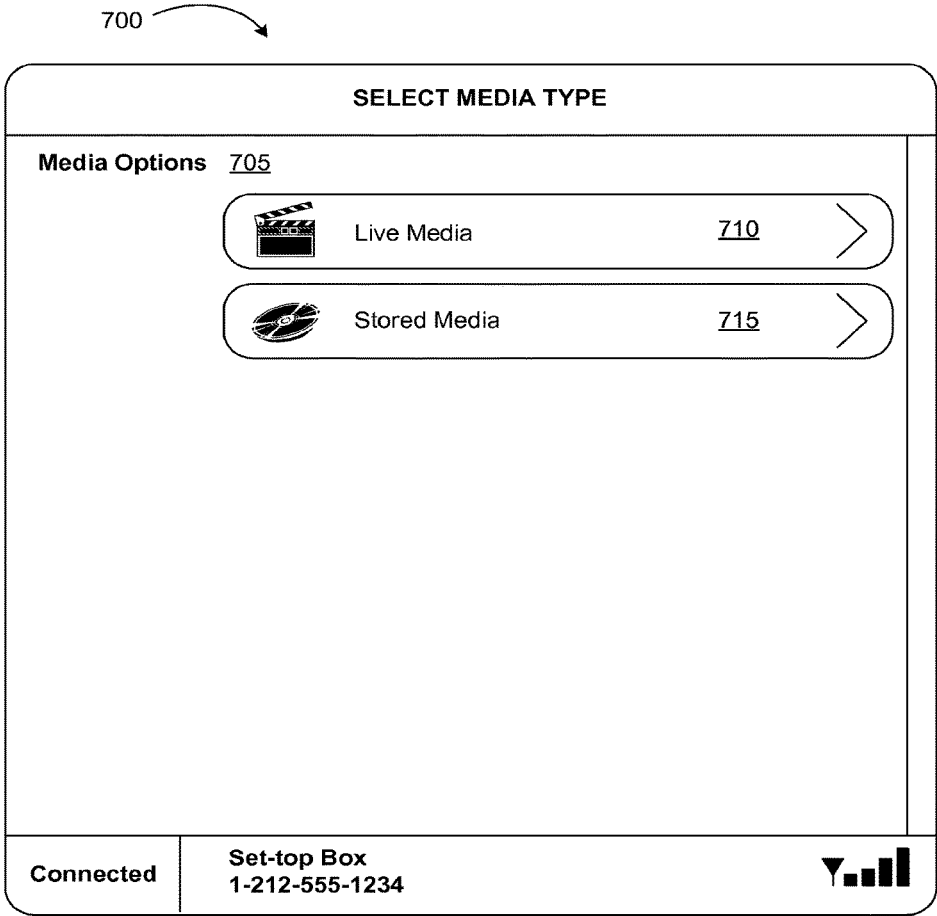 700
SELECT MEDIA TYPE
Media Options 705
Live Media 710
Stored Media 715
Connected
Set-top Box
1-212-555-1234